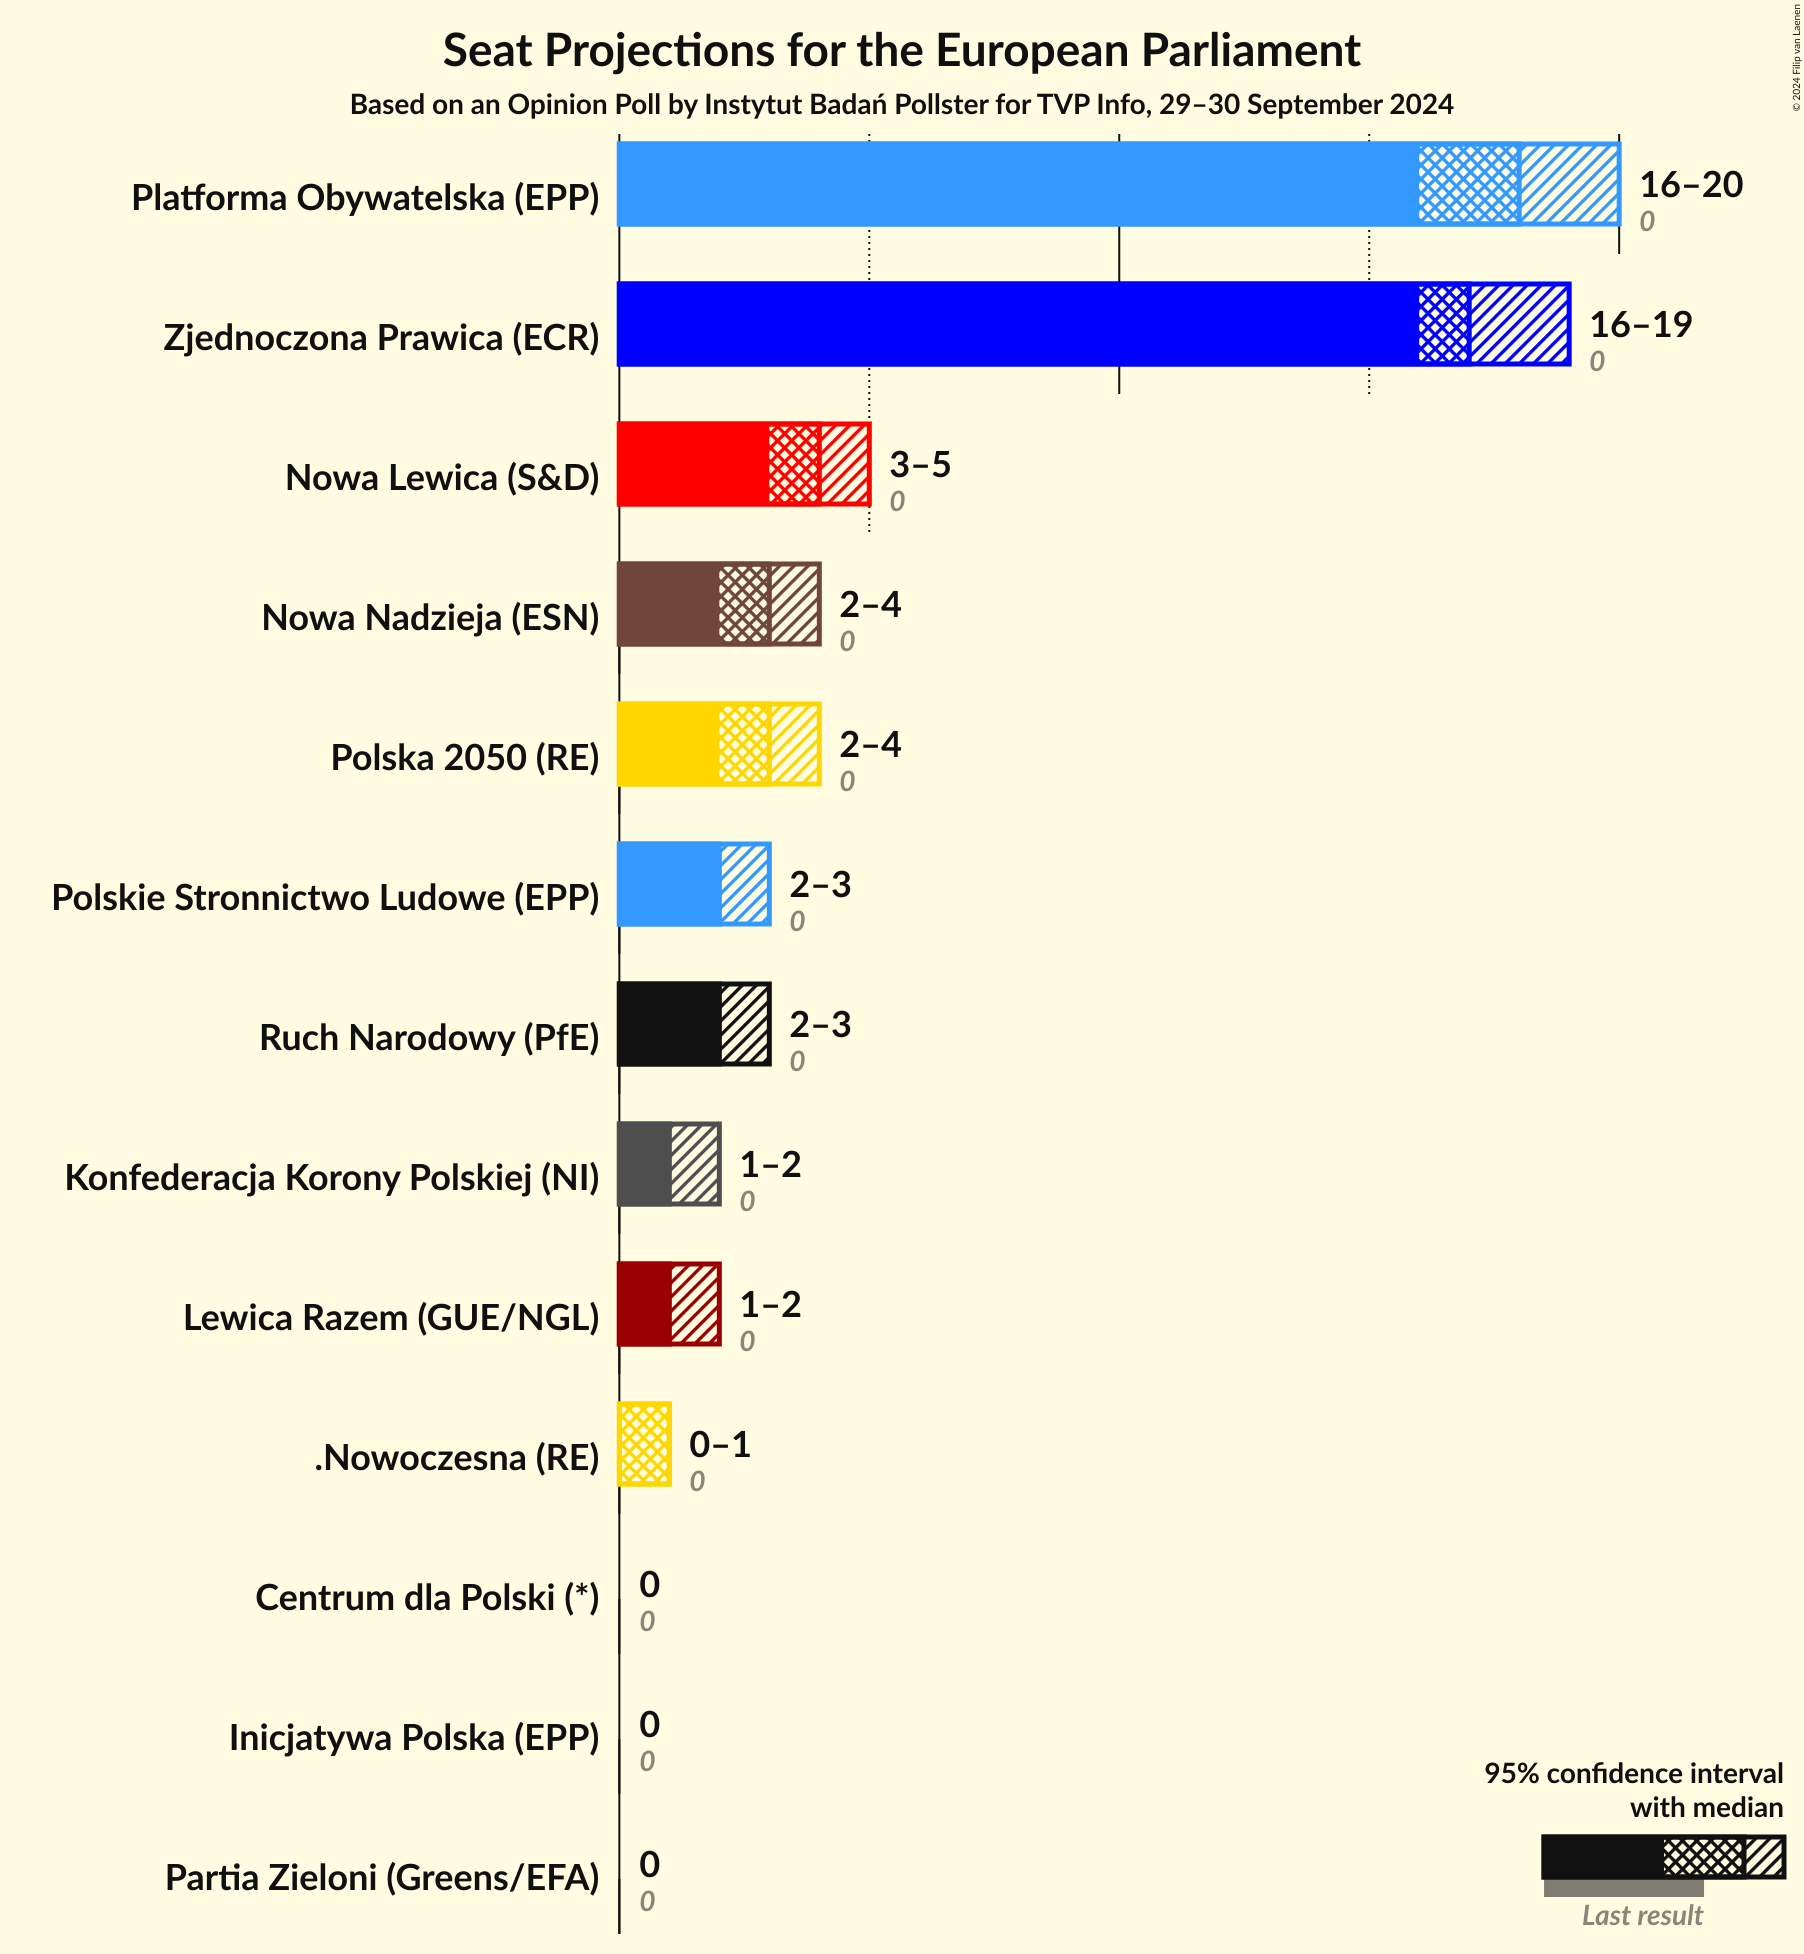 Seat Projections for the European Parliament
Based on an Opinion Poll by Instytut Badań Pollster for TVP Info, 29–30 September 2024
© 2024 Filip van Laenen
Platforma Obywatelska (EPP)
16–20
0
Zjednoczona Prawica (ECR)
16–19
0
Nowa Lewica (S&D)
3–5
0
Nowa Nadzieja (ESN)
2–4
0
Polska 2050 (RE)
2–4
0
Polskie Stronnictwo Ludowe (EPP)
2–3
0
Ruch Narodowy (PfE)
2–3
0
Konfederacja Korony Polskiej (NI)
1–2
0
Lewica Razem (GUE/NGL)
1–2
0
.Nowoczesna (RE)
0–1
0
Centrum dla Polski (*)
0
0
Inicjatywa Polska (EPP)
0
0
Partia Zieloni (Greens/EFA)
0
0
95% confidence interval
with median
Last result